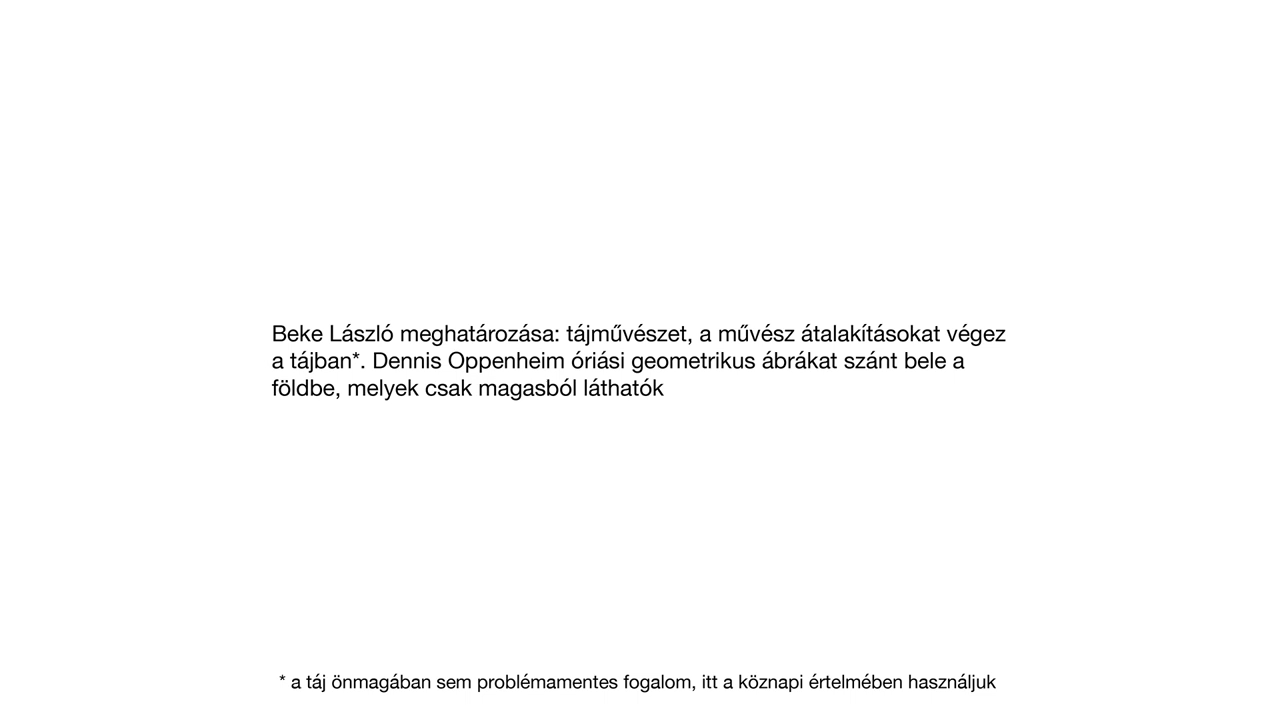 Beke László meghatározása: tájművészet, a művész átalakításokat végez
a tájban*. Dennis Oppenheim óriási geometrikus ábrákat szánt bele a
földbe, melyek csak magasból láthatók
* a táj önmagában sem problémamentes fogalom, itt a köznapi értelmében használjuk